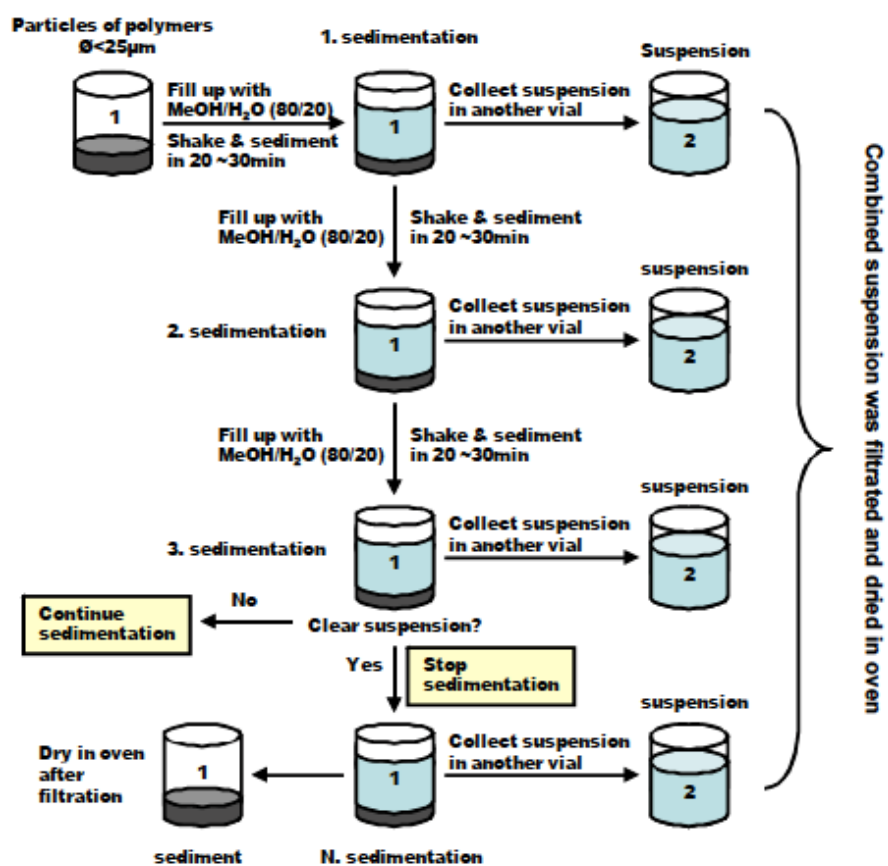 Particles of polymers
Ø<25µm
1. sedimentation
Suspension
Fill up with
MeOH/H₂O (80/20)
Shake & sediment
in 20 ~30min
Collect suspension
in another vial
1
1
2
Fill up with
MeOH/H₂O (80/20)
Shake & sediment
in 20 ~30min
suspension
2. sedimentation
Collect suspension
in another vial
1
2
Fill up with
MeOH/H₂O (80/20)
Shake & sediment
in 20 ~30min
suspension
3. sedimentation
Collect suspension
in another vial
1
2
No
Continue
sedimentation
Clear suspension?
Yes
Stop
sedimentation
suspension
Dry in oven
after
filtration
Collect suspension
in another vial
1
1
2
sediment
N. sedimentation
Combined suspension was filtrated and dried in oven